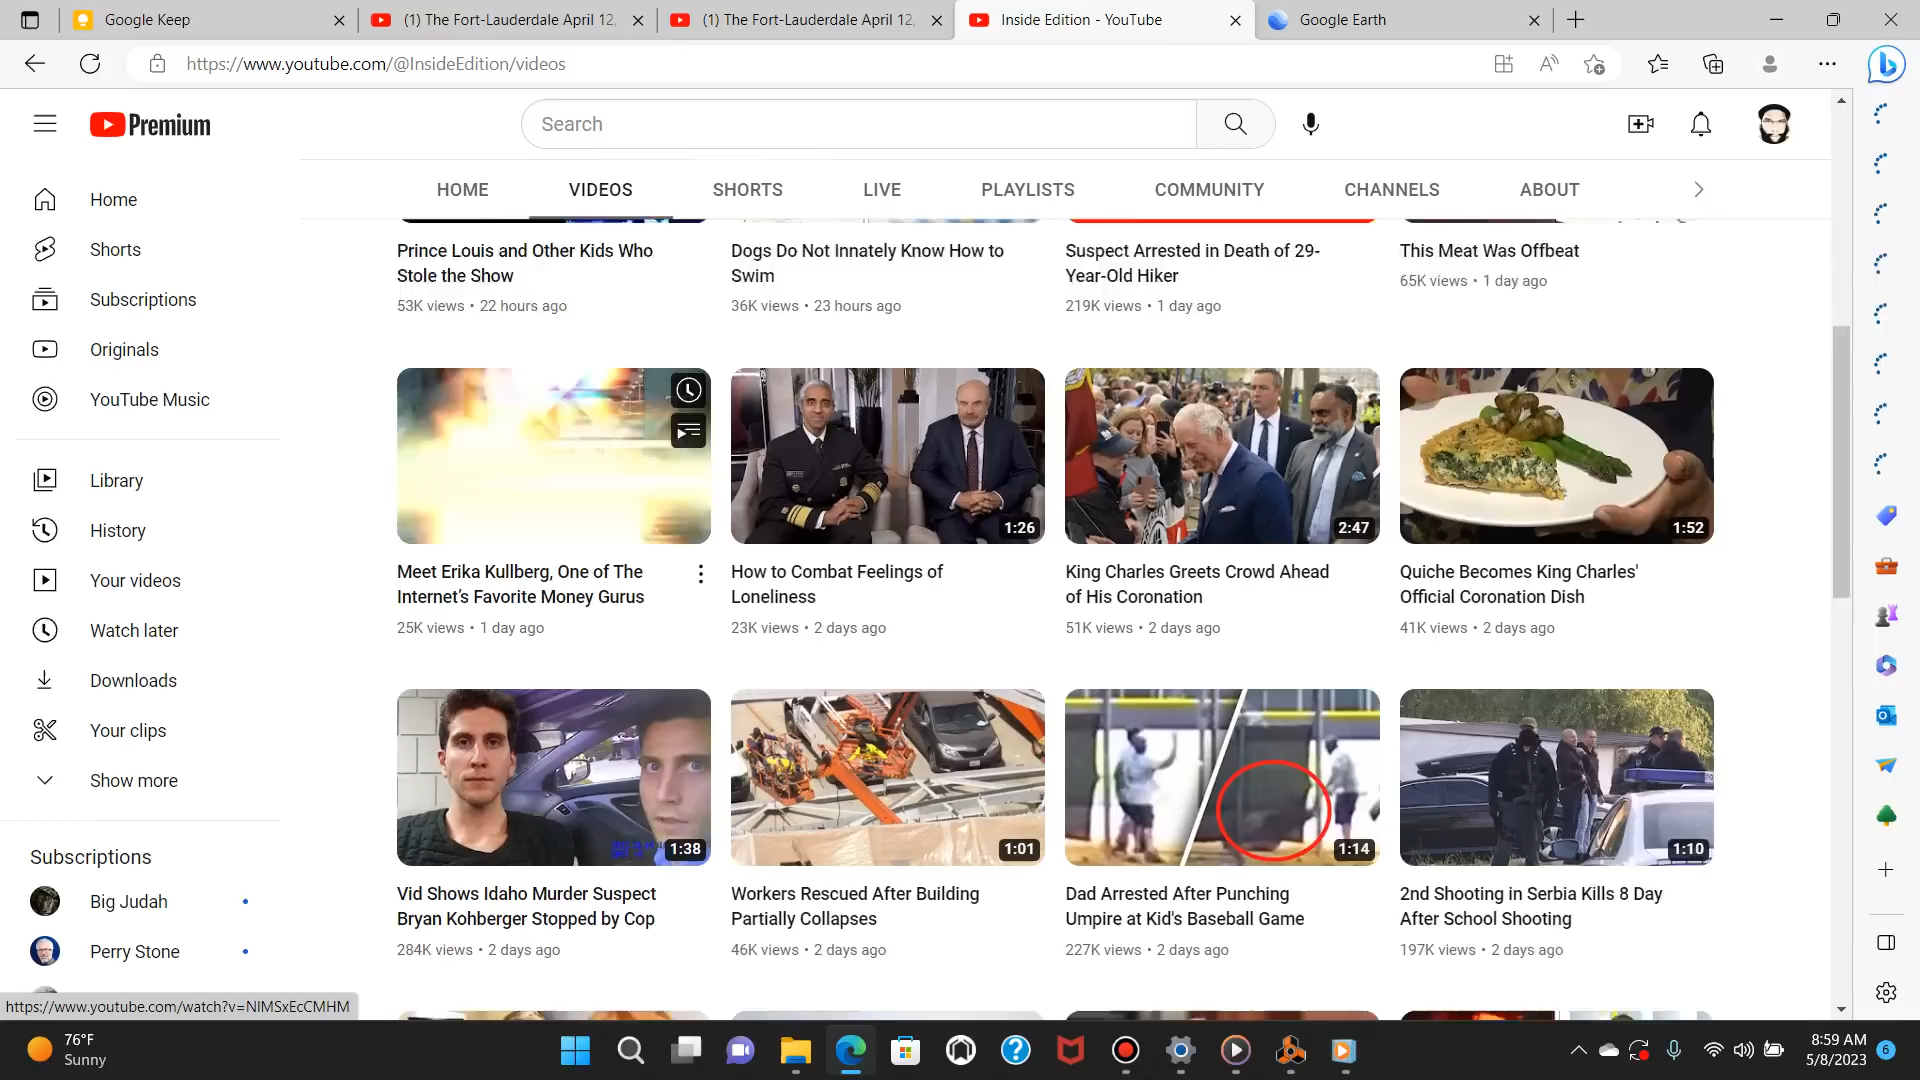 Google Keep
(1) The Fort-Lauderdale April 12,
(1) The Fort-Lauderdale April 12,
Inside Edition - YouTube
Google Earth
https://www.youtube.com/@InsideEdition/videos
Premium
Search
HOME
VIDEOS
SHORTS
LIVE
PLAYLISTS
COMMUNITY
CHANNELS
ABOUT
Home
Shorts
Subscriptions
Originals
YouTube Music
Library
History
Your videos
Watch later
Downloads
Your clips
Show more
Subscriptions
Big Judah
Perry Stone
Prince Louis and Other Kids Who
Stole the Show
53K views • 22 hours ago
Dogs Do Not Innately Know How to
Swim
36K views • 23 hours ago
Suspect Arrested in Death of 29-
Year-Old Hiker
219K views • 1 day ago
This Meat Was Offbeat
65K views • 1 day ago
Meet Erika Kullberg, One of The
Internet’s Favorite Money Gurus
25K views • 1 day ago
1:26
How to Combat Feelings of
Loneliness
23K views • 2 days ago
2:47
King Charles Greets Crowd Ahead
of His Coronation
51K views • 2 days ago
1:52
Quiche Becomes King Charles'
Official Coronation Dish
41K views • 2 days ago
1:38
Vid Shows Idaho Murder Suspect
Bryan Kohberger Stopped by Cop
284K views • 2 days ago
1:01
Workers Rescued After Building
Partially Collapses
46K views • 2 days ago
1:14
Dad Arrested After Punching
Umpire at Kid's Baseball Game
227K views • 2 days ago
1:10
2nd Shooting in Serbia Kills 8 Day
After School Shooting
197K views • 2 days ago
https://www.youtube.com/watch?v=NlMSxEcCMHM
76°F
Sunny
8:59 AM
5/8/2023
6